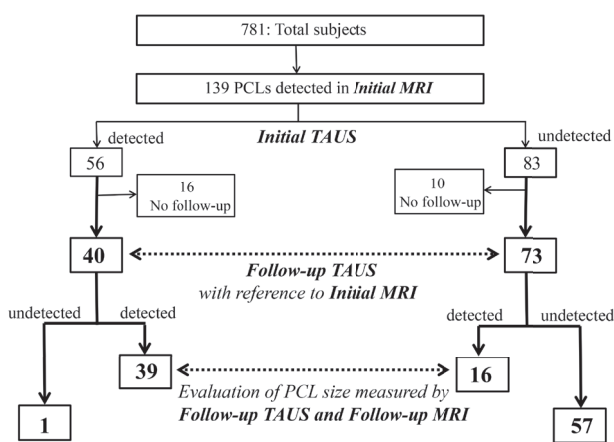 781: Total subjects
139 PCLs detected in Initial MRI
detected
Initial TAUS
undetected
56
83
16
No follow-up
10
No follow-up
40
73
Follow-up TAUS
with reference to Initial MRI
undetected
detected
detected
undetected
39
16
Evaluation of PCL size measured by
Follow-up TAUS and Follow-up MRI
1
57